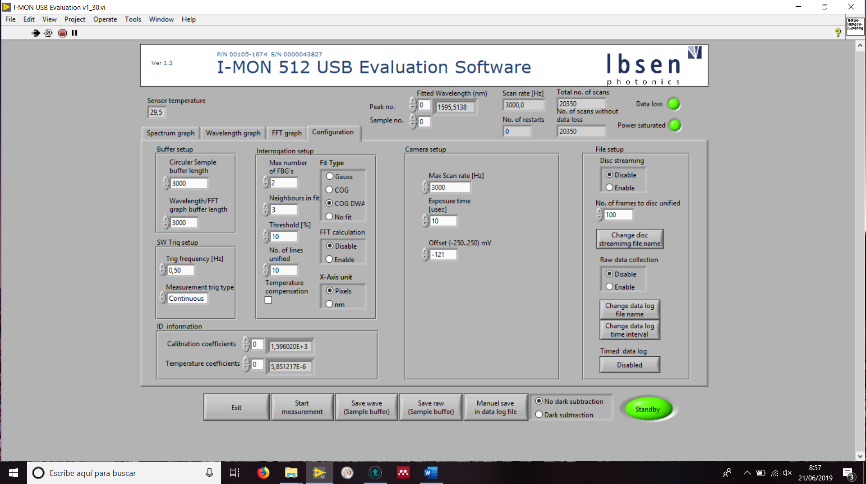 I-MON USB Evaluation v1_30.vi
File Edit View Project Operate Tools Window Help
Ver 1.3
P/N 00105-1074 S/N 0000043827
I-MON 512 USB Evaluation Software
Ibsen
photonics
Sensor temperature
29,5
Peak no. 0
Fitted Wavelength (nm)
1595,5138
Sample no. 0
Scan rate [Hz]
3000,0
No. of restarts
0
Total no. of scans
20350
No. of scans without
data loss
20350
Data loss
Power saturated
Spectrum graph Wavelength graph FFT graph Configuration
Buffer setup
Circular Sample
buffer length
3000
Wavelength/FFT
graph buffer length
3000
SW Trig setup
Trig frequency [Hz]
0,50
Measurement trig type
Continuous
Interrogation setup
Max number
of FBG's
2
Neighbours in fit
3
Threshold [%]
10
No. of lines
unified
10
Temperature
compensation
Fit Type
Gauss
COG
COG DWA
No fit
FFT calculation
Disable
Enable
X-Axis unit
Pixels
nm
Camera setup
Max Scan rate [Hz]
3000
Exposure time
[usec]
10
Offset (-250..250) mV
-121
File setup
Disc streaming
Disable
Enable
No. of frames to disc unified
100
Change disc
streaming file name
Raw data collection
Disable
Enable
Change data log
file name
Change data log
time interval
Timed data log
Disabled
ID information
Calibration coefficients 0 1,596020E+3
Temperature coefficients 0 5,851217E-6
Exit
Start
measurement
Save wave
(Sample buffer)
Save raw
(Sample buffer)
Manuel save
in data log file
No dark subtraction
Dark subtraction
Standby
Escribe aquí para buscar
8:57
21/06/2019
3